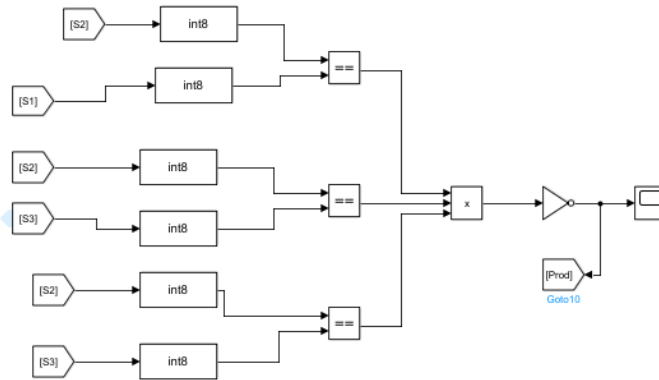 [S2]
int8
==
[S1]
int8
[S2]
int8
==
[S3]
int8
x
[Prod]
Goto10
[S2]
int8
==
[S3]
int8